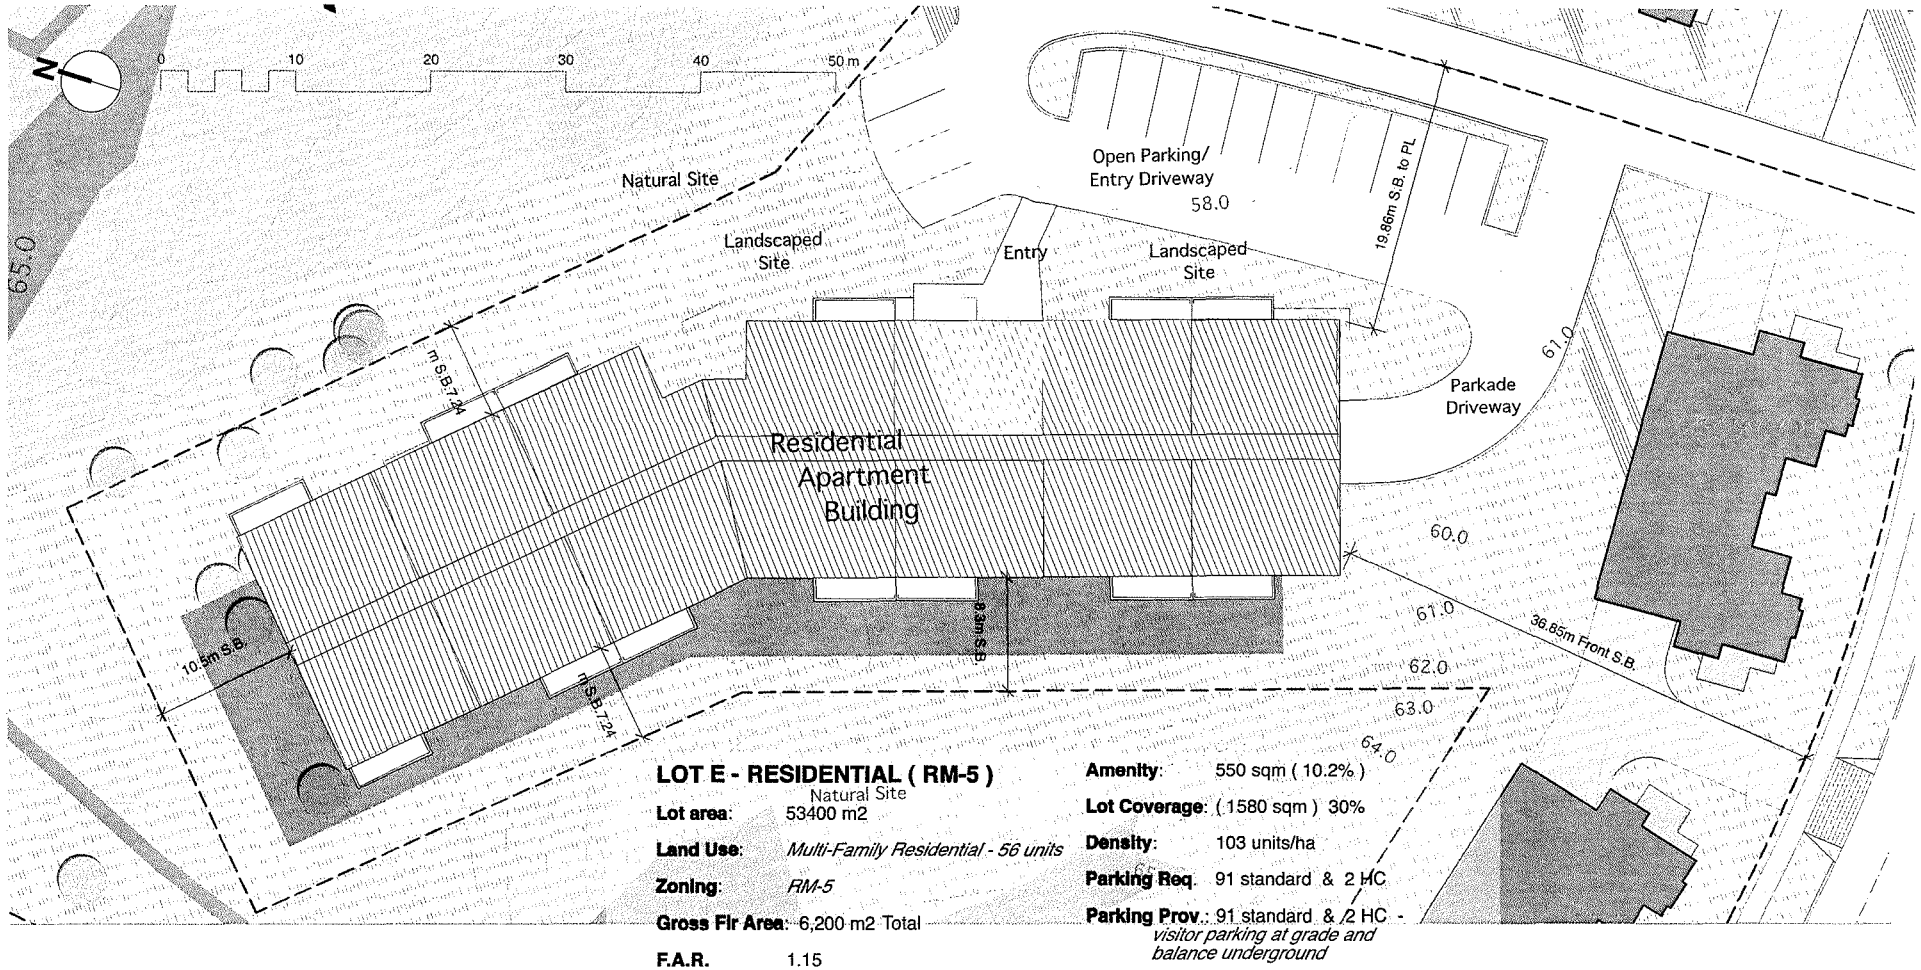 N
0 10 20 30 40 50 m
65.0
Natural Site
Landscaped
Site
Open Parking/
Entry Driveway
58.0
Entry
Landscaped
Site
19.86m S.B. to PL
m S.B.7.24
61.0
Parkade
Driveway
Residential
Apartment
Building
60.0
61.0
62.0
63.0
64.0
10.5m S.B.
m S.B.7.24
8.3m S.B.
36.85m Front S.B.
LOT E - RESIDENTIAL ( RM-5 )
Natural Site
Lot area: 53400 m2
Land Use: Multi-Family Residential - 56 units
Zoning: RM-5
Gross Flr Area: 6,200 m2 Total
F.A.R. 1.15
Amenity: 550 sqm ( 10.2% )
Lot Coverage: ( 1580 sqm ) 30%
Density: 103 units/ha
Parking Req. 91 standard & 2 HC
Parking Prov.: 91 standard & 2 HC -
visitor parking at grade and
balance underground